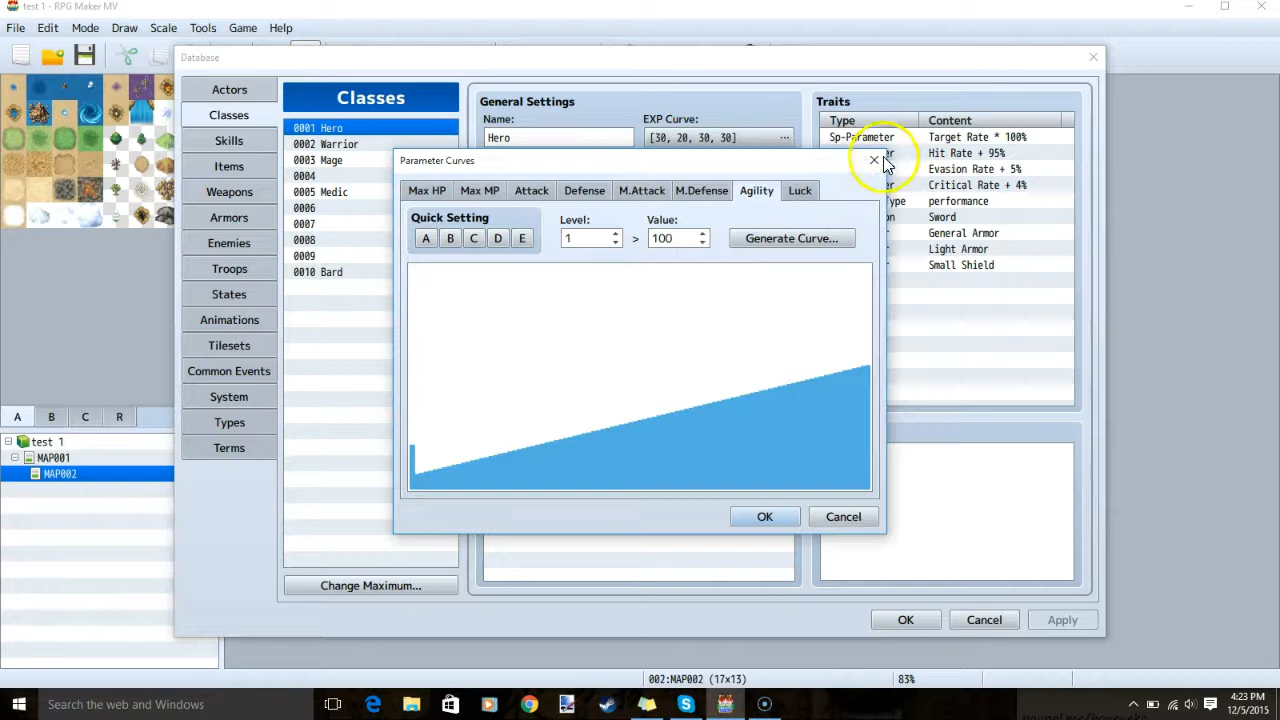 test 1 - RPG Maker MV
File Edit Mode Draw Scale Tools Game Help
Database
Actors
Classes
Skills
Items
Weapons
Armors
Enemies
Troops
States
Animations
Tilesets
Common Events
System
Types
Terms
Classes
0001 Hero
0002 Warrior
0003 Mage
0004
0005 Medic
0006
0007
0008
0009
0010 Bard
Change Maximum...
General Settings
Name: EXP Curve:
Hero [30, 20, 30, 30] ...
Traits
Type Content
Sp-Parameter Target Rate * 100%
Hit Rate + 95%
Evasion Rate + 5%
Critical Rate + 4%
performance
Sword
General Armor
Light Armor
Small Shield
Parameter Curves
Max HP Max MP Attack Defense M.Attack M.Defense Agility Luck
Quick Setting Level: Value:
A B C D E 1 > 100 Generate Curve...
OK Cancel
OK Cancel Apply
A B C R
test 1
MAP001
MAP002
002:MAP002 (17x13) 83%
Search the web and Windows
4:23 PM
12/5/2015